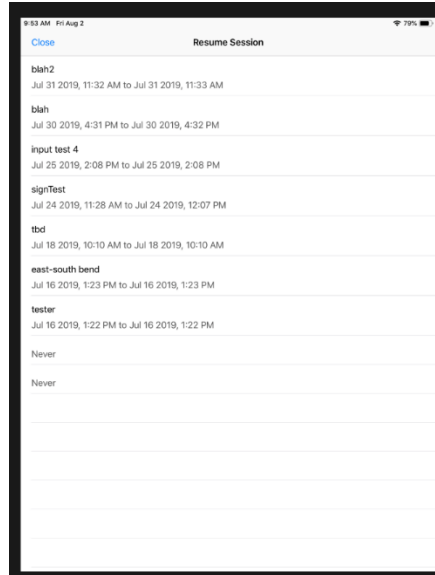 9:53 AM Fri Aug 2 79%
Close Resume Session
blah2
Jul 31 2019, 11:32 AM to Jul 31 2019, 11:33 AM
blah
Jul 30 2019, 4:31 PM to Jul 30 2019, 4:32 PM
input test 4
Jul 25 2019, 2:08 PM to Jul 25 2019, 2:08 PM
signTest
Jul 24 2019, 11:28 AM to Jul 24 2019, 12:07 PM
tbd
Jul 18 2019, 10:10 AM to Jul 18 2019, 10:10 AM
east-south bend
Jul 16 2019, 1:23 PM to Jul 16 2019, 1:23 PM
tester
Jul 16 2019, 1:22 PM to Jul 16 2019, 1:22 PM
Never
Never